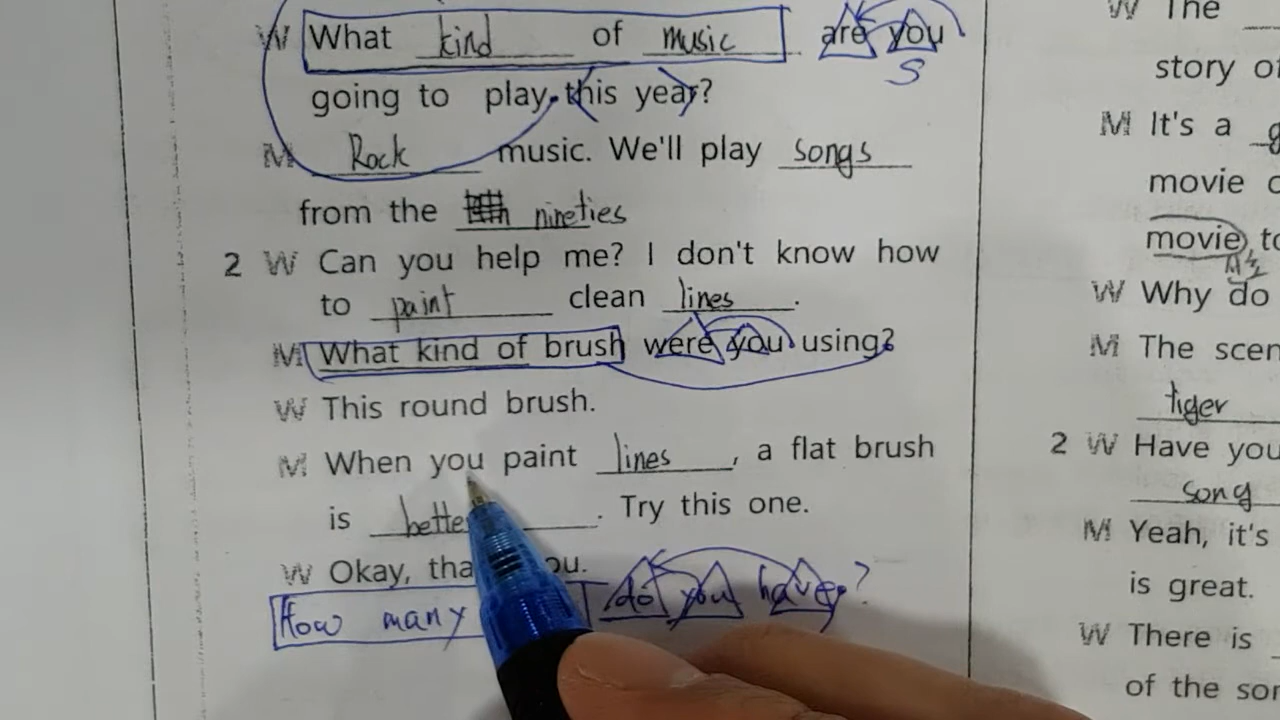 W What kind of music are you
S
going to play this year?
M Rock music. We'll play songs
from the nineties
2 W Can you help me? I don't know how
to paint clean lines.
M What kind of brush were you using?
W This round brush.
M When you paint lines, a flat brush
is better. Try this one.
W Okay, you.
How many do you have?
W The
story of
M It's a
movie
movie to
W Why do
M The scen
tiger
2 W Have you
song
M Yeah, it's
is great.
W There is
of the son